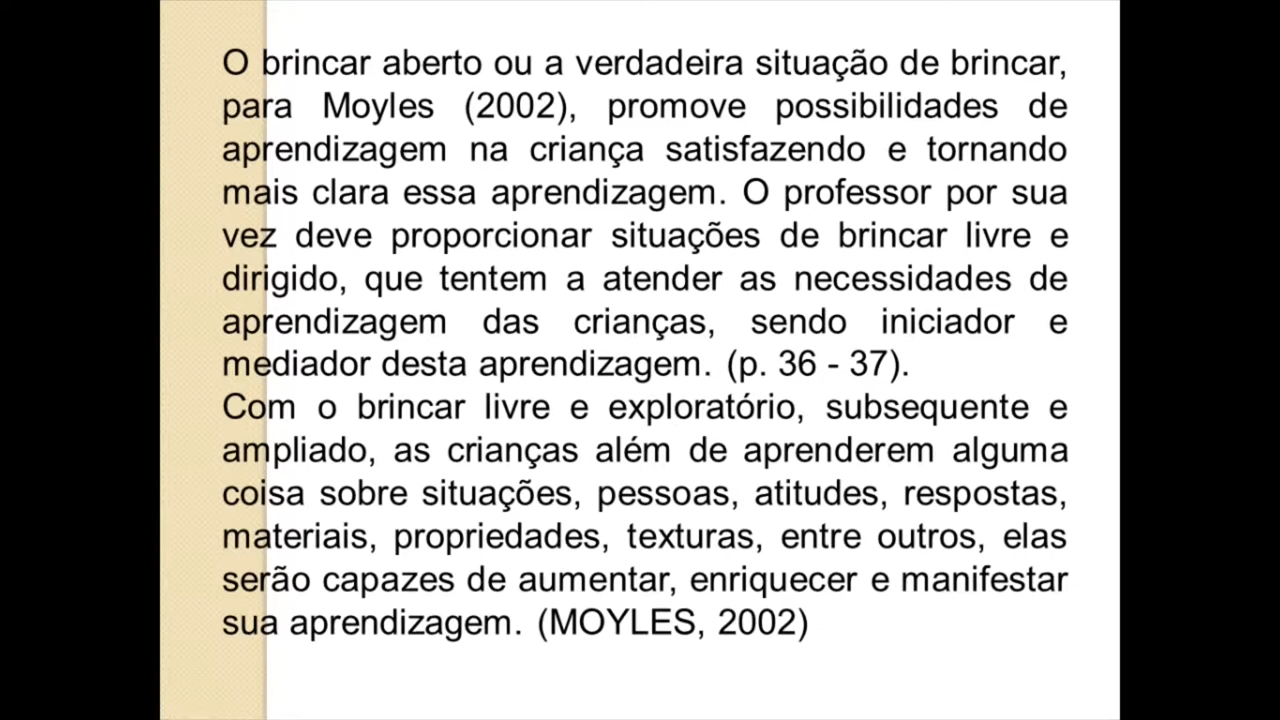 O brincar aberto ou a verdadeira situação de brincar,
para Moyles (2002), promove possibilidades de
aprendizagem na criança satisfazendo e tornando
mais clara essa aprendizagem. O professor por sua
vez deve proporcionar situações de brincar livre e
dirigido, que tentem a atender as necessidades de
aprendizagem das crianças, sendo iniciador e
mediador desta aprendizagem. (p. 36 - 37).
Com o brincar livre e exploratório, subsequente e
ampliado, as crianças além de aprenderem alguma
coisa sobre situações, pessoas, atitudes, respostas,
materiais, propriedades, texturas, entre outros, elas
serão capazes de aumentar, enriquecer e manifestar
sua aprendizagem. (MOYLES, 2002)